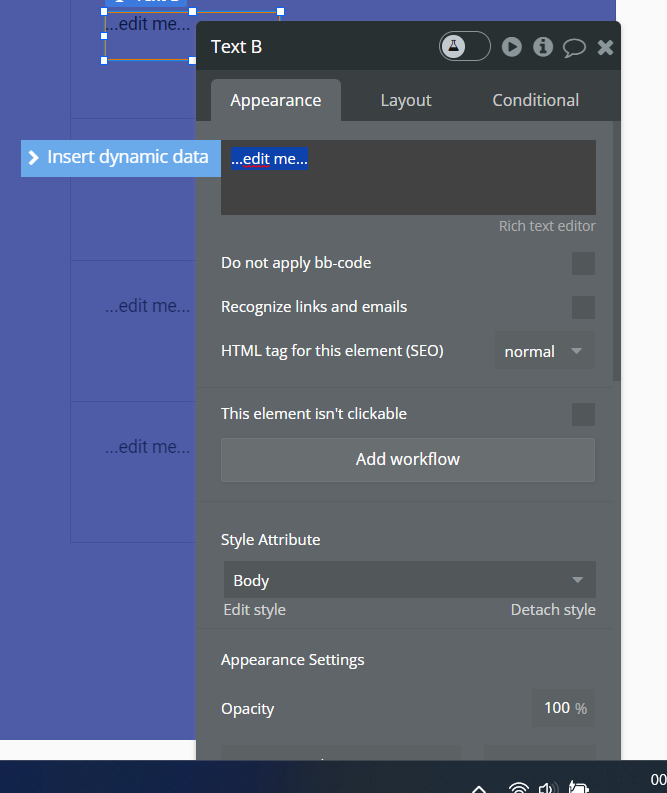 ...edit me...
Text B
Appearance
Layout
Conditional
Insert dynamic data
...edit me...
Rich text editor
Do not apply bb-code
Recognize links and emails
...edit me...
HTML tag for this element (SEO)
normal
This element isn't clickable
...edit me...
Add workflow
Style Attribute
Body
Edit style
Detach style
Appearance Settings
Opacity
100 %
00